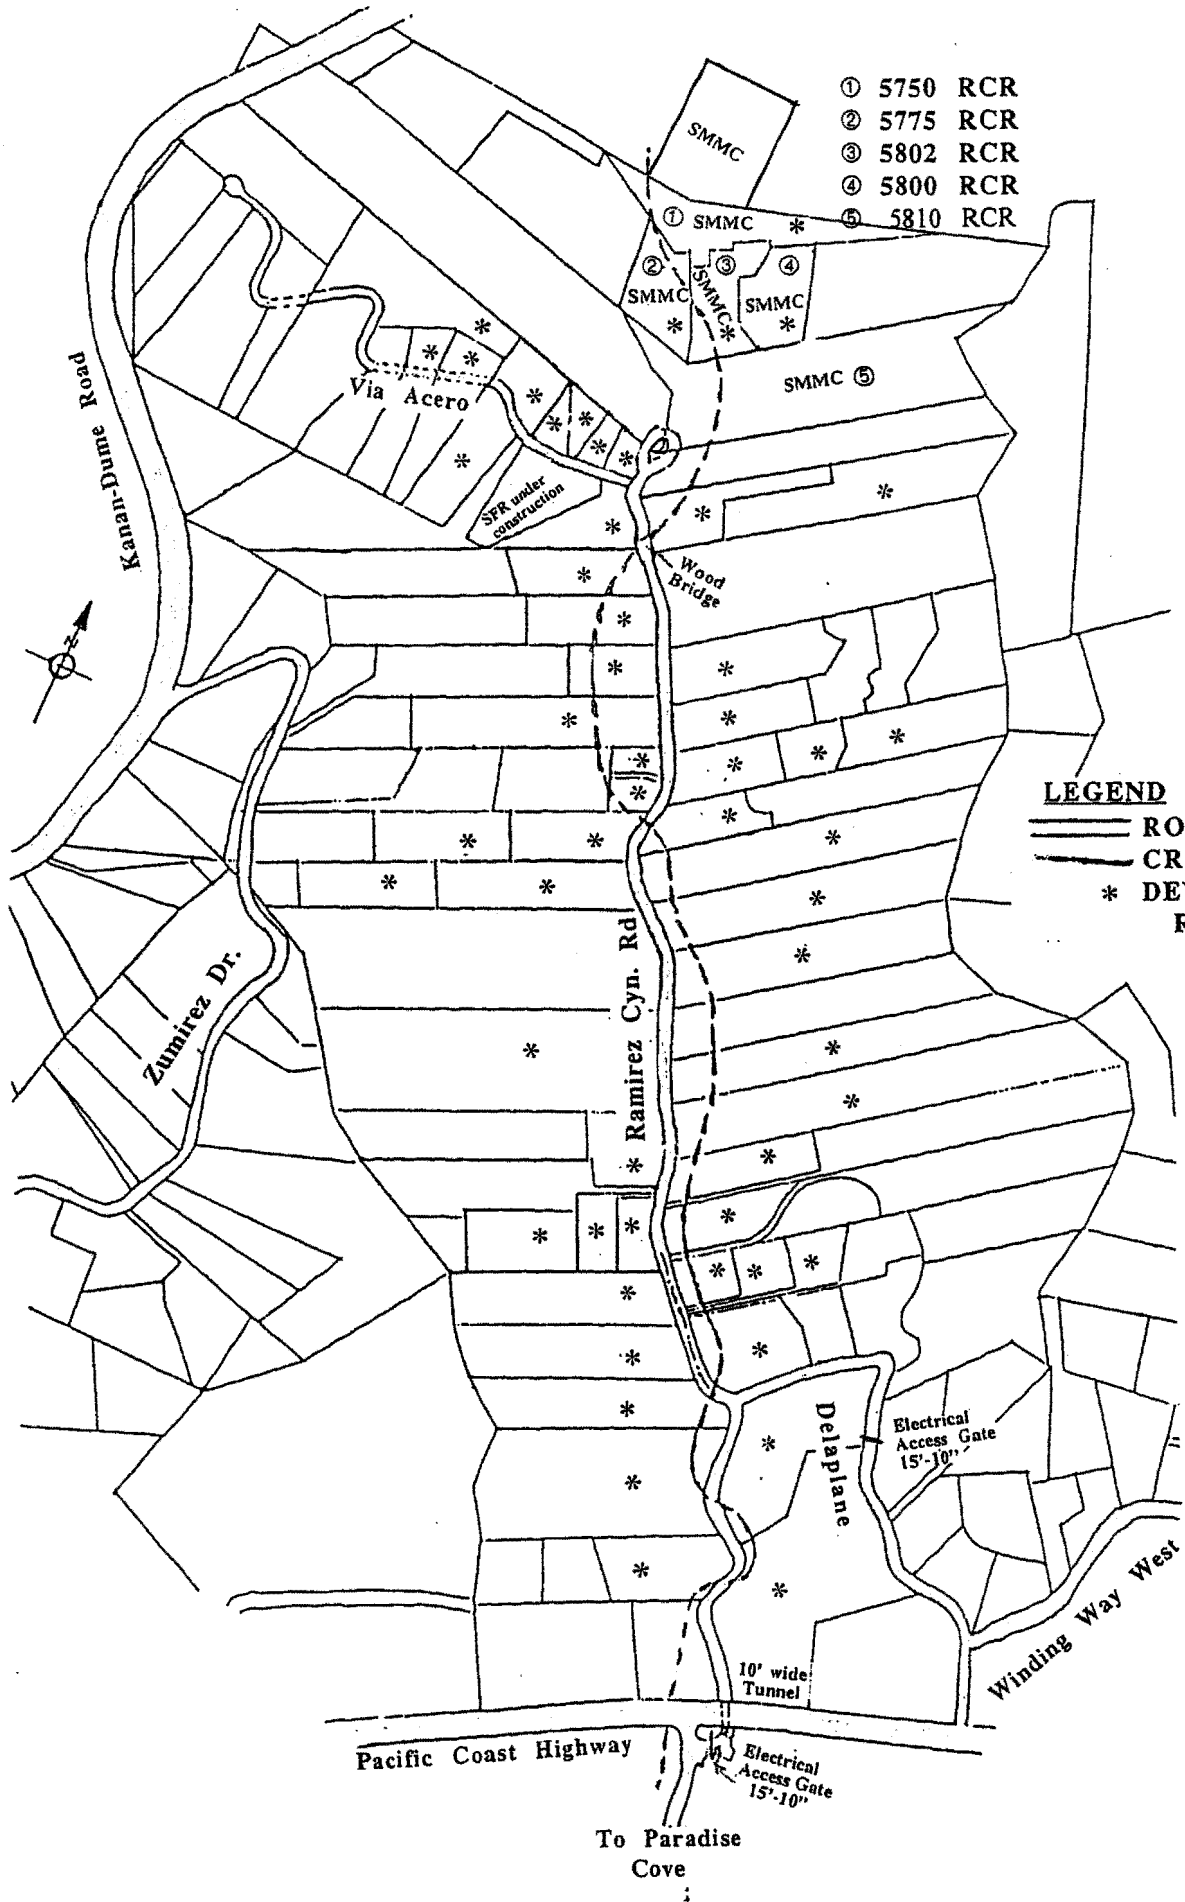 ① 5750 RCR
② 5775 RCR
③ 5802 RCR
④ 5800 RCR
⑤ 5810 RCR
SMMC
① SMMC *
②
SMMC
*
③
SMMC
*
④
SMMC
*
SMMC ⑤
Via Acero
SFR under
construction
Kanan-Dume Road
Wood
Bridge
N
LEGEND
RO
CR
* DEV
R
Zumirez Dr.
Ramirez Cyn. Rd
Delaplane
Electrical
Access Gate
15'-10"
Winding Way West
10' wide
Tunnel
Pacific Coast Highway
Electrical
Access Gate
15'-10"
To Paradise
Cove